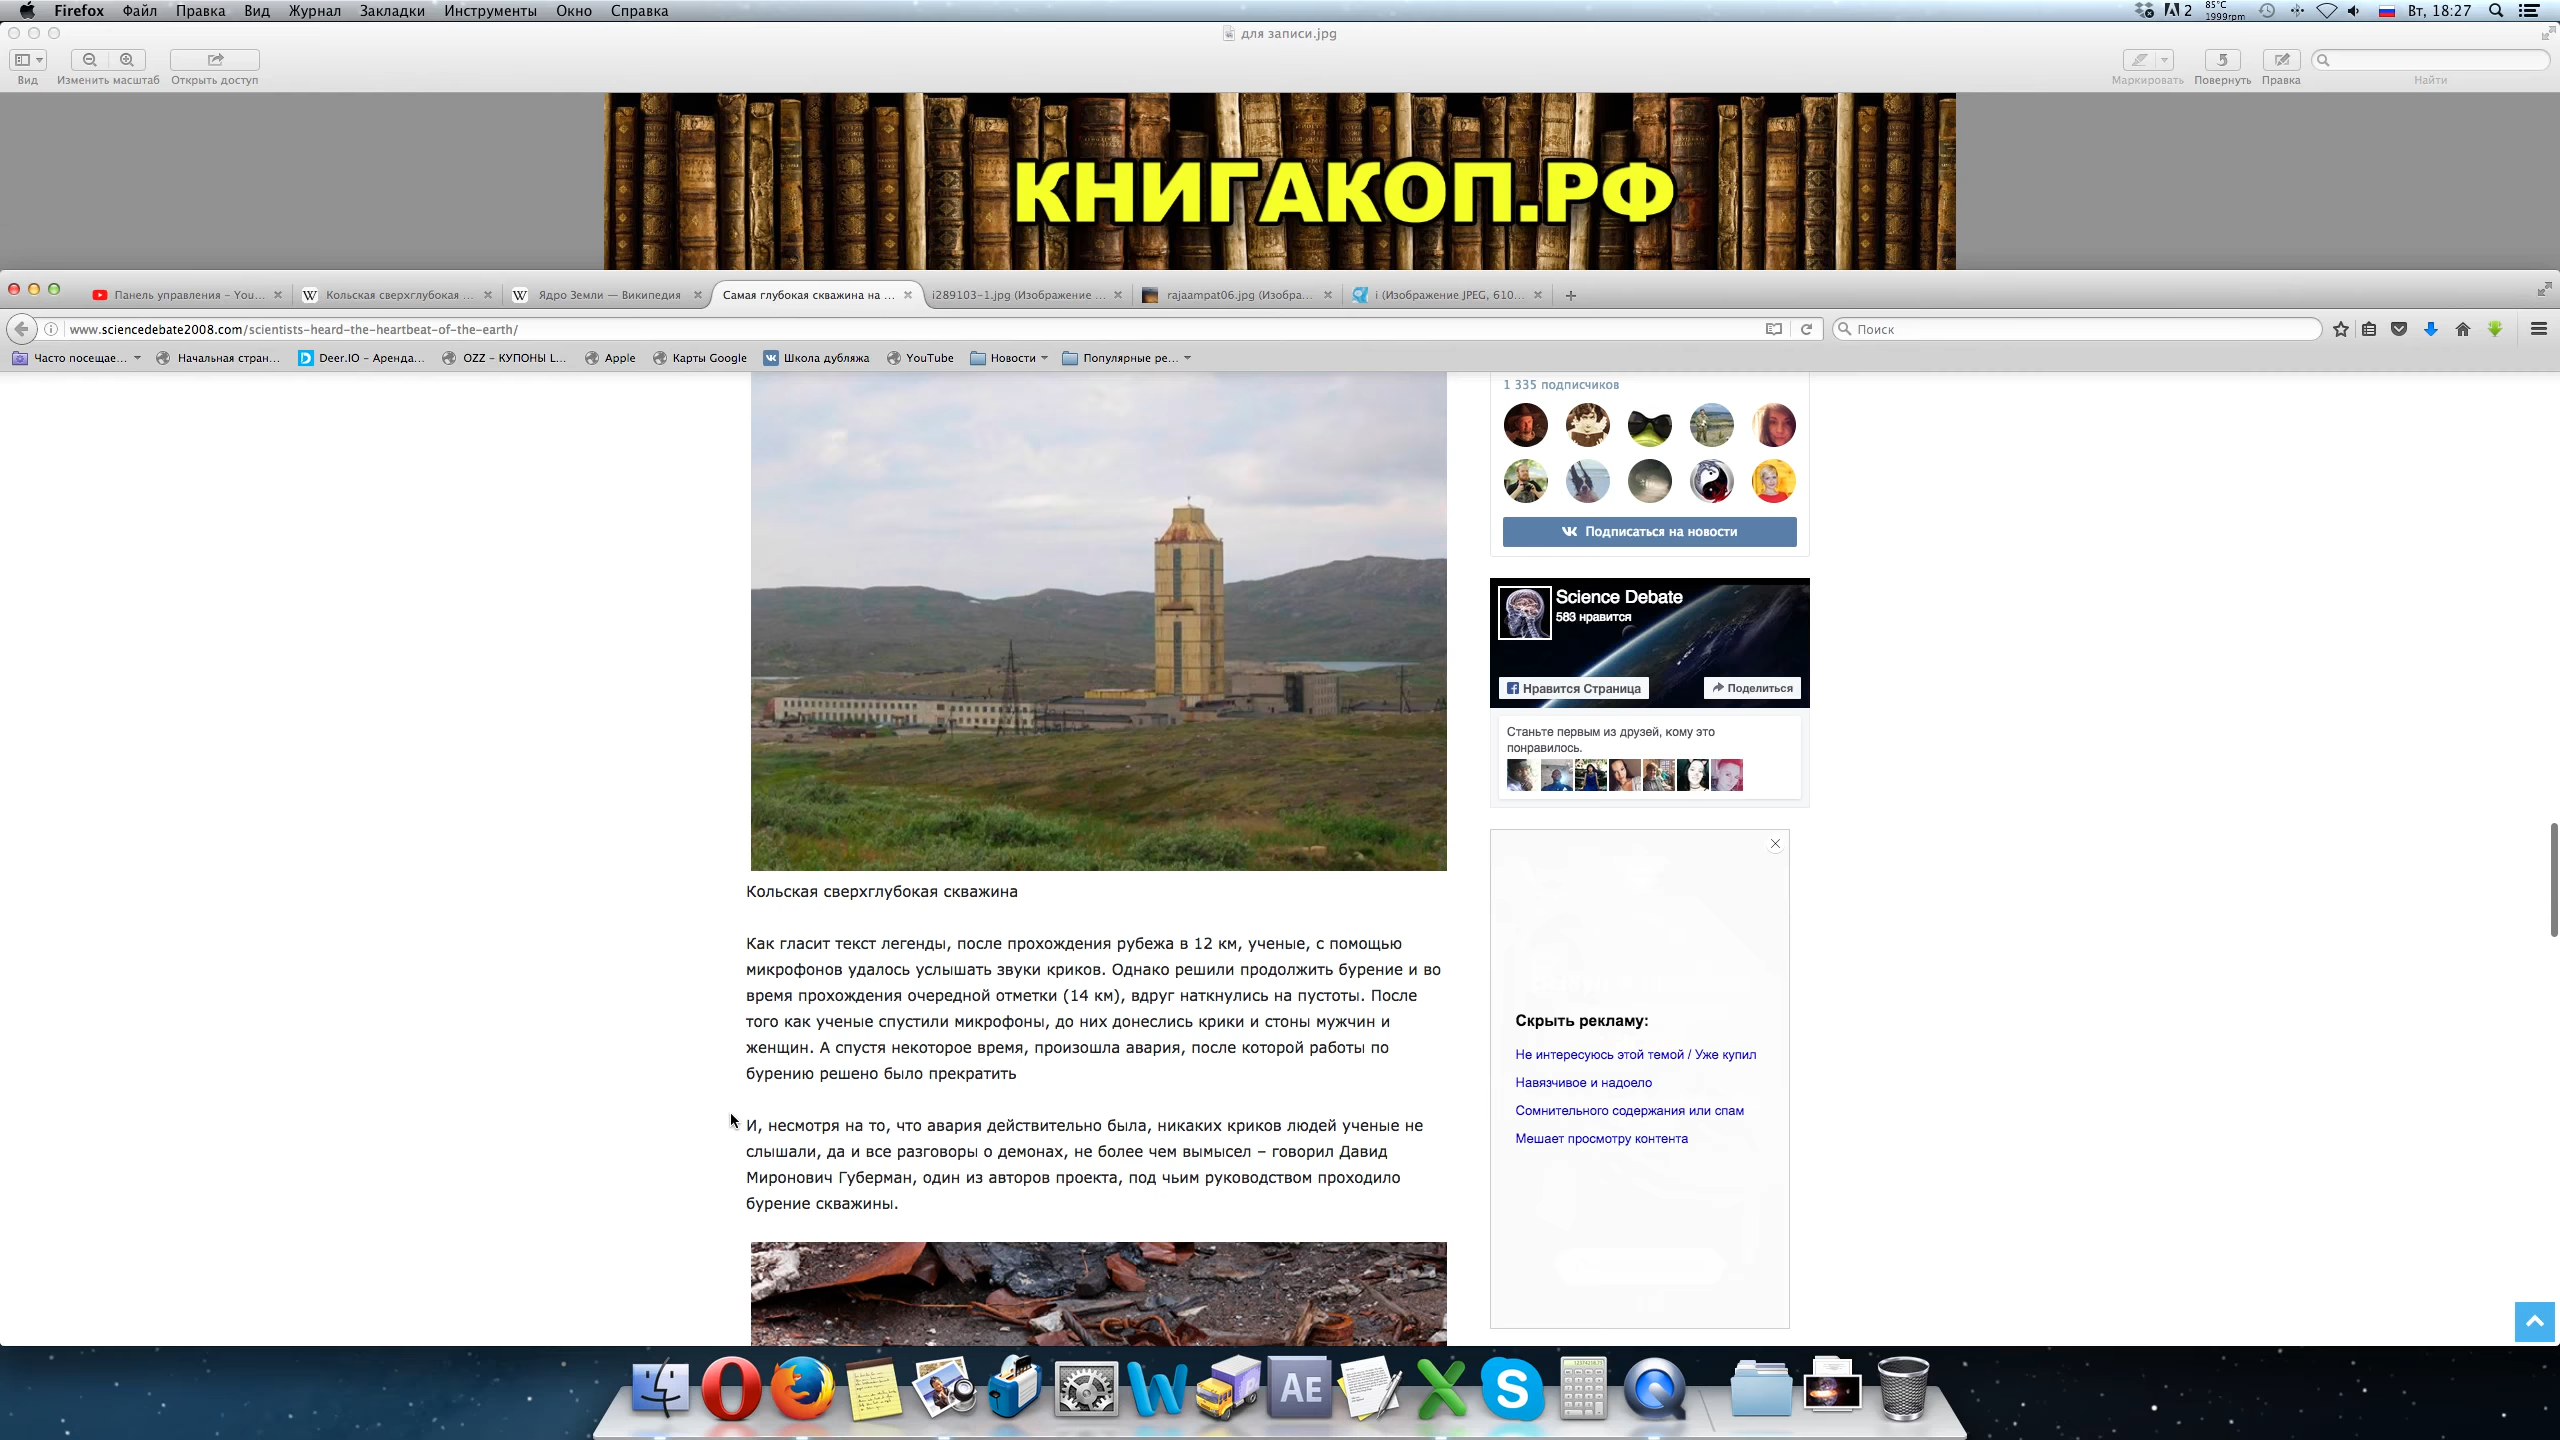 Firefox Файл Правка Вид Журнал Закладки Инструменты Окно Справка
2 85°C 1999rpm Вт, 18:27
для записи.jpg
Вид Изменить масштаб Открыть доступ Маркировать Повернуть Правка Найти
КНИГАКОП.РФ
Панель управления – You... Кольская сверхглубокая ... Ядро Земли — Википедия Самая глубокая скважина на ... i289103-1.jpg (Изображение ... rajaampat06.jpg (Изобра... i (Изображение JPEG, 610...
www.sciencedebate2008.com/scientists-heard-the-heartbeat-of-the-earth/ Поиск
Часто посещае... Начальная стран... Deer.IO – Аренда... OZZ – КУПОНЫ L... Apple Карты Google Школа дубляжа YouTube Новости Популярные ре...
1 335 подписчиков
Подписаться на новости
Science Debate
583 нравится
Нравится Страница Поделиться
Станьте первым из друзей, кому это
понравилось.
Кольская сверхглубокая скважина
Как гласит текст легенды, после прохождения рубежа в 12 км, ученые, с помощью
микрофонов удалось услышать звуки криков. Однако решили продолжить бурение и во
время прохождения очередной отметки (14 км), вдруг наткнулись на пустоты. После
того как ученые спустили микрофоны, до них донеслись крики и стоны мужчин и
женщин. А спустя некоторое время, произошла авария, после которой работы по
бурению решено было прекратить
И, несмотря на то, что авария действительно была, никаких криков людей ученые не
слышали, да и все разговоры о демонах, не более чем вымысел – говорил Давид
Миронович Губерман, один из авторов проекта, под чьим руководством проходило
бурение скважины.
Скрыть рекламу:
Не интересуюсь этой темой / Уже купил
Навязчивое и надоело
Сомнительного содержания или спам
Мешает просмотру контента
AE